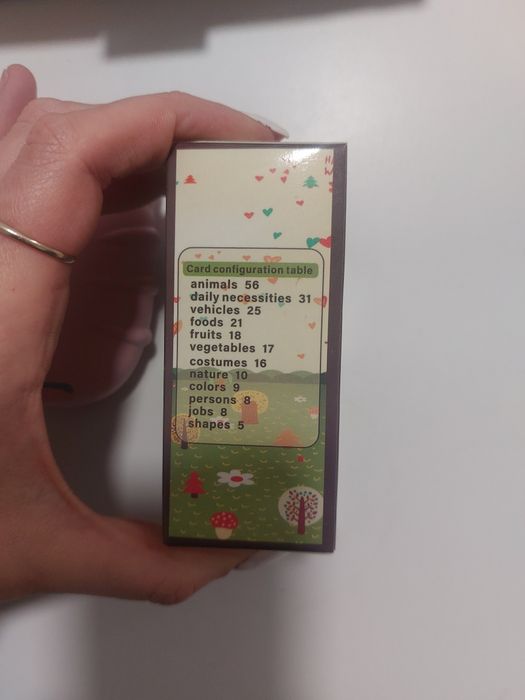 Card configuration table
animals 56
daily necessities 31
vehicles 25
foods 21
fruits 18
vegetables 17
costumes 16
nature 10
colors 9
persons 8
jobs 8
shapes 5